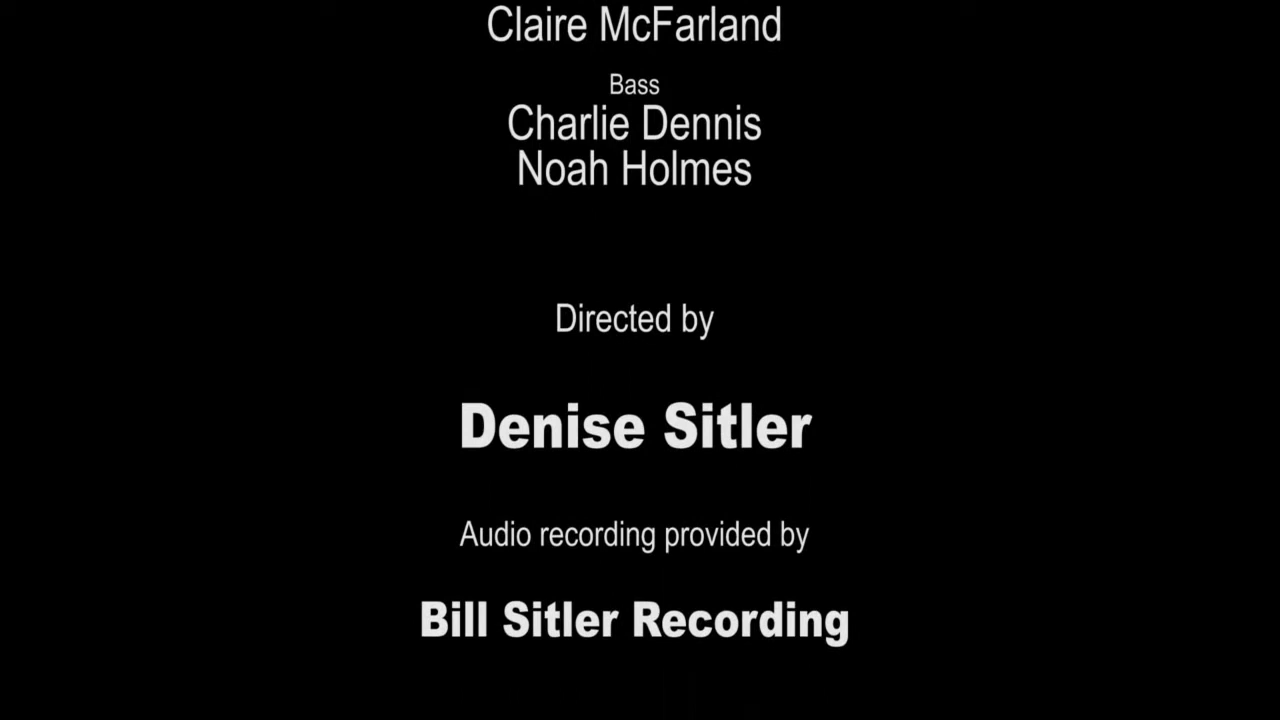 Claire McFarland
Bass
Charlie Dennis
Noah Holmes
Directed by
Denise Sitler
Audio recording provided by
Bill Sitler Recording